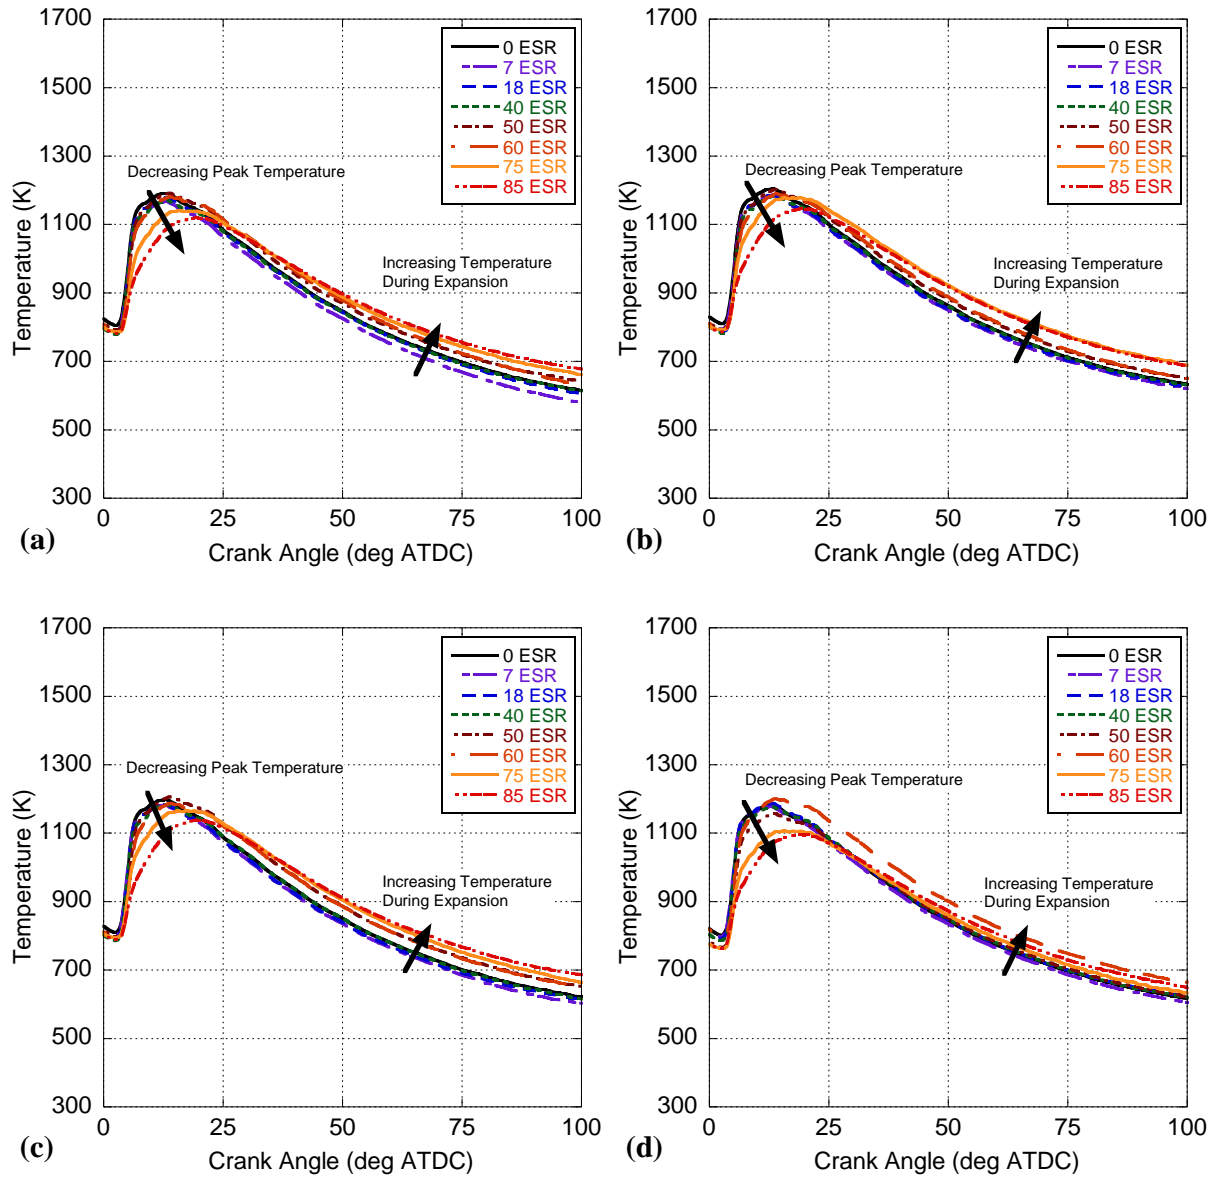 1700
1500
1300
1100
900
700
500
300
Temperature (K)
0 ESR
7 ESR
18 ESR
40 ESR
50 ESR
60 ESR
75 ESR
85 ESR
Decreasing Peak Temperature
Increasing Temperature
During Expansion
0
25
50
75
100
(a)
Crank Angle (deg ATDC)
1700
1500
1300
1100
900
700
500
300
Temperature (K)
0 ESR
7 ESR
18 ESR
40 ESR
50 ESR
60 ESR
75 ESR
85 ESR
Decreasing Peak Temperature
Increasing Temperature
During Expansion
0
25
50
75
100
(b)
Crank Angle (deg ATDC)
1700
1500
1300
1100
900
700
500
300
Temperature (K)
0 ESR
7 ESR
18 ESR
40 ESR
50 ESR
60 ESR
75 ESR
85 ESR
Decreasing Peak Temperature
Increasing Temperature
During Expansion
0
25
50
75
100
(c)
Crank Angle (deg ATDC)
1700
1500
1300
1100
900
700
500
300
Temperature (K)
0 ESR
7 ESR
18 ESR
40 ESR
50 ESR
60 ESR
75 ESR
85 ESR
Decreasing Peak Temperature
Increasing Temperature
During Expansion
0
25
50
75
100
(d)
Crank Angle (deg ATDC)